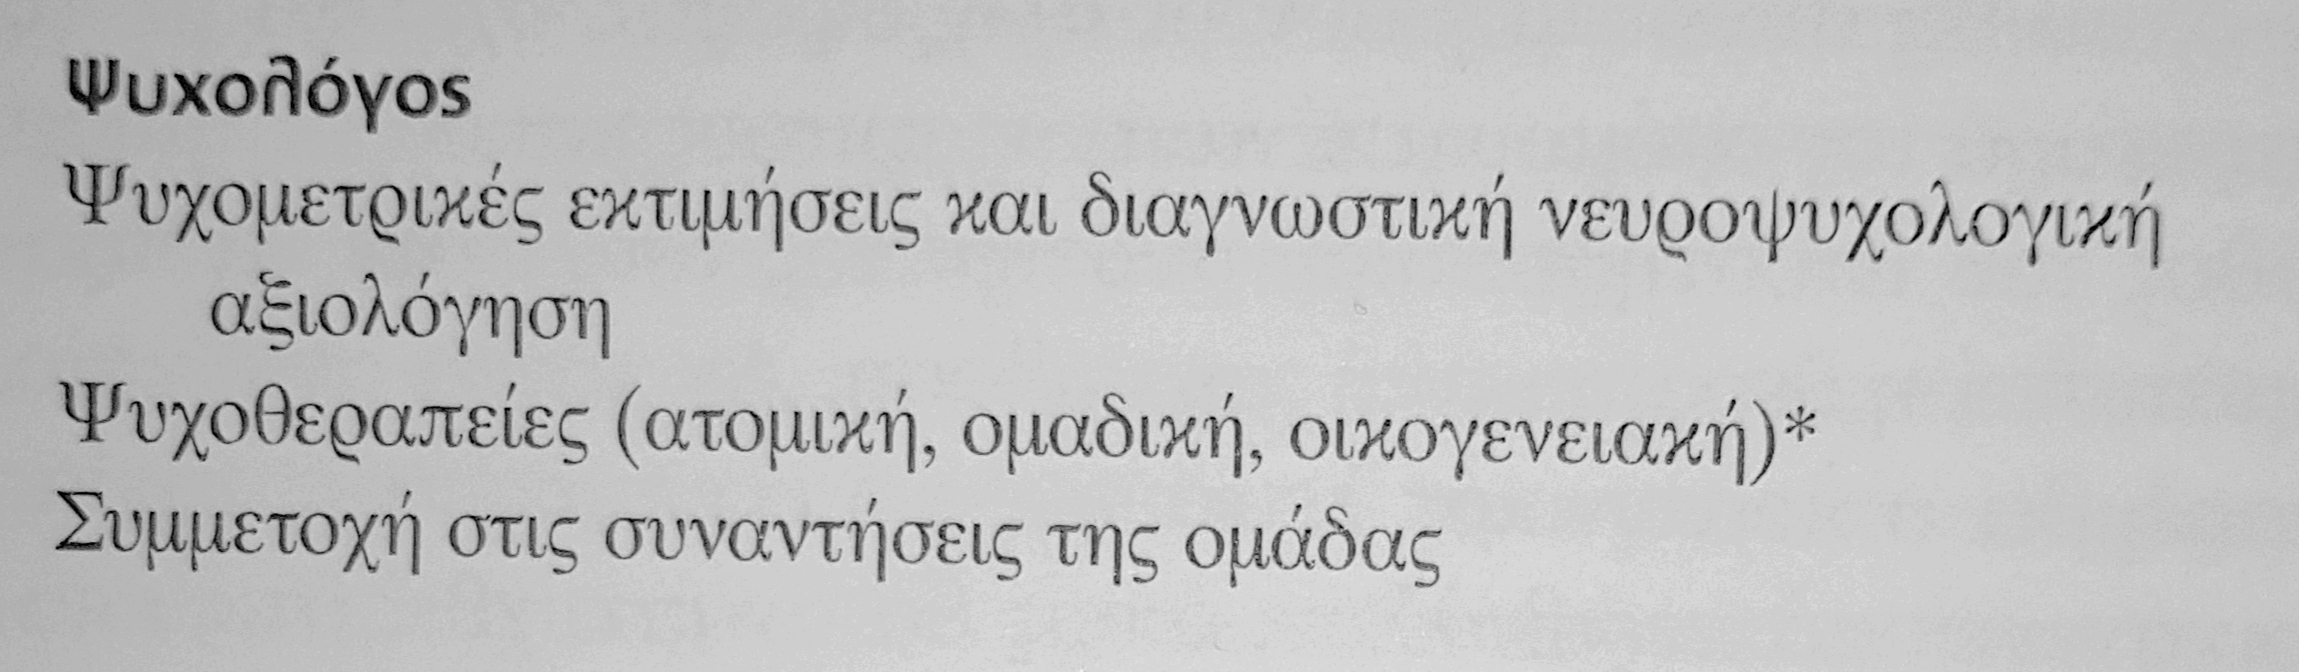 Ψυχολόγος
Ψυχομετρικές εκτιμήσεις και διαγνωστική νευροψυχολογική
αξιολόγηση
Ψυχοθεραπείες (ατομική, ομαδική, οικογενειακή)*
Συμμετοχή στις συναντήσεις της ομάδας